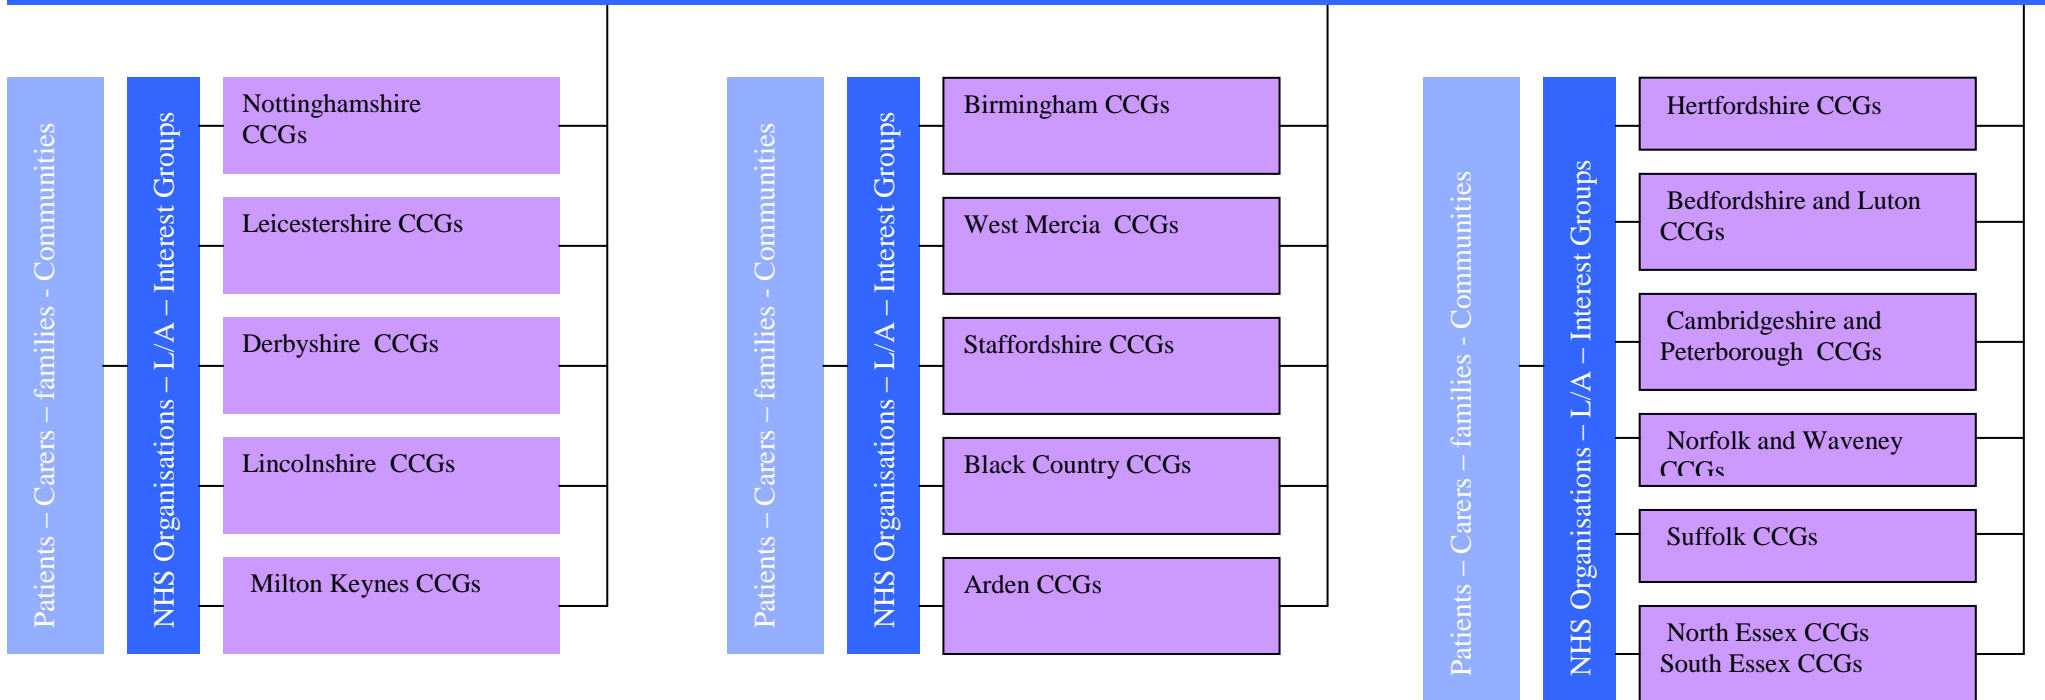 Patients – Carers – families - Communities
NHS Organisations – L/A – Interest Groups
Nottinghamshire
CCGs
Leicestershire CCGs
Derbyshire  CCGs
Lincolnshire  CCGs
Milton Keynes CCGs
Patients – Carers – families - Communities
NHS Organisations – L/A – Interest Groups
Birmingham CCGs
West Mercia  CCGs
Staffordshire CCGs
Black Country CCGs
Arden CCGs
Patients – Carers – families - Communities
NHS Organisations – L/A – Interest Groups
Hertfordshire CCGs
Bedfordshire and Luton
CCGs
Cambridgeshire and
Peterborough  CCGs
Norfolk and Waveney
CCGs
Suffolk CCGs
North Essex CCGs
South Essex CCGs